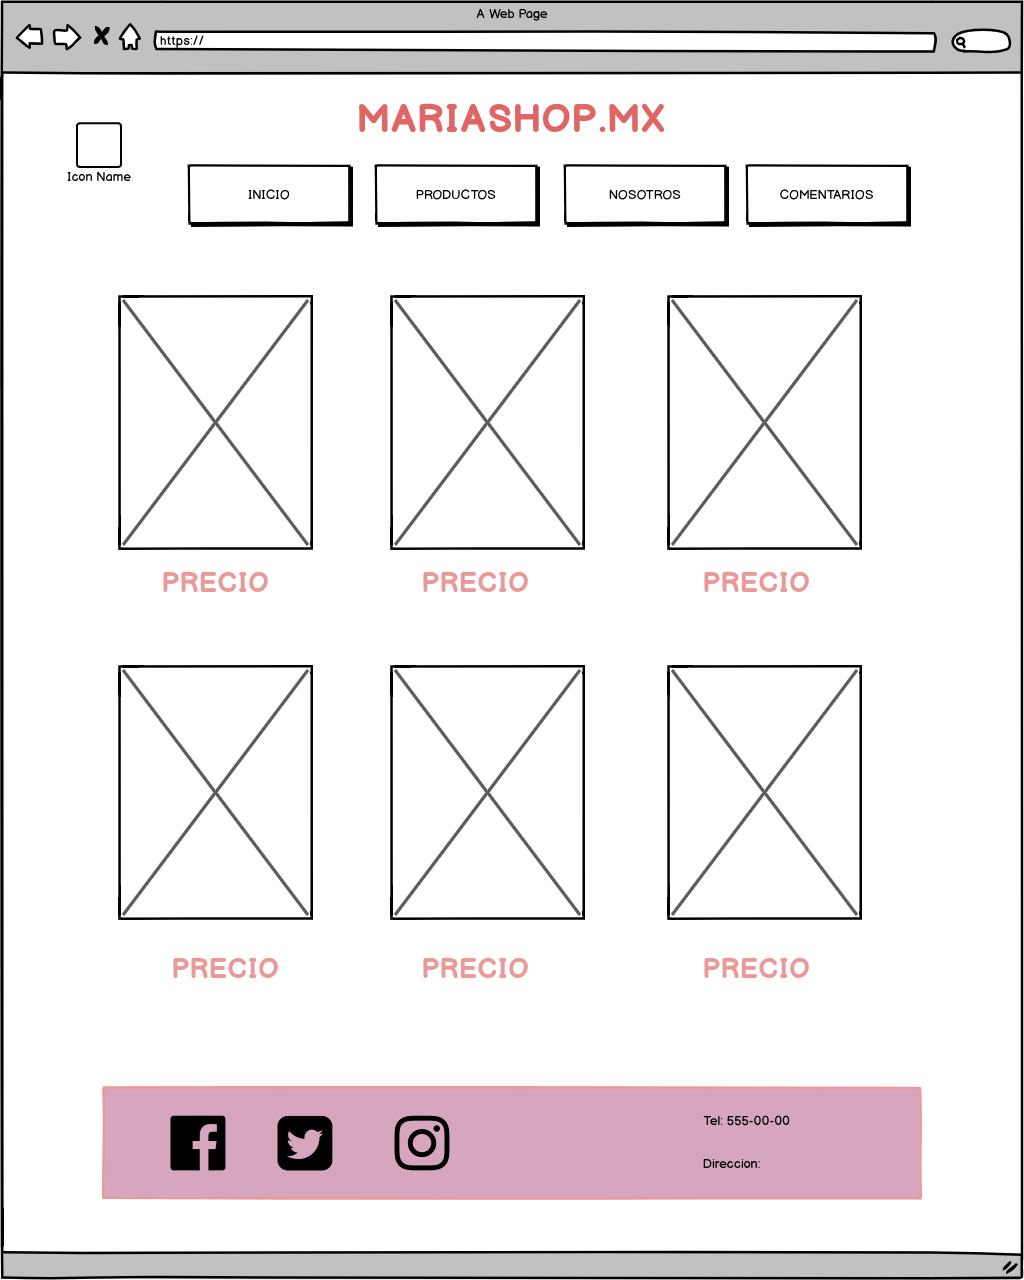 A Web Page
https://
MARIASHOP.MX
Icon Name
INICIO
PRODUCTOS
NOSOTROS
COMENTARIOS
PRECIO
PRECIO
PRECIO
PRECIO
PRECIO
PRECIO
Tel: 555-00-00
Direccion: